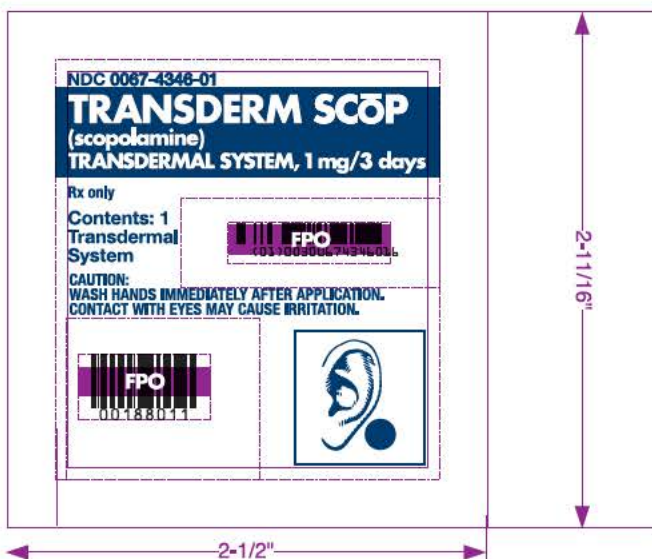 NDC 0067-4346-01
TRANSDERM SCŌP
(scopolamine)
TRANSDERMAL SYSTEM, 1 mg/3 days
Rx only
Contents: 1
Transdermal
System
FPO
(01)00300674346016
CAUTION:
WASH HANDS IMMEDIATELY AFTER APPLICATION.
CONTACT WITH EYES MAY CAUSE IRRITATION.
FPO
00188011
2-11/16"
2-1/2"